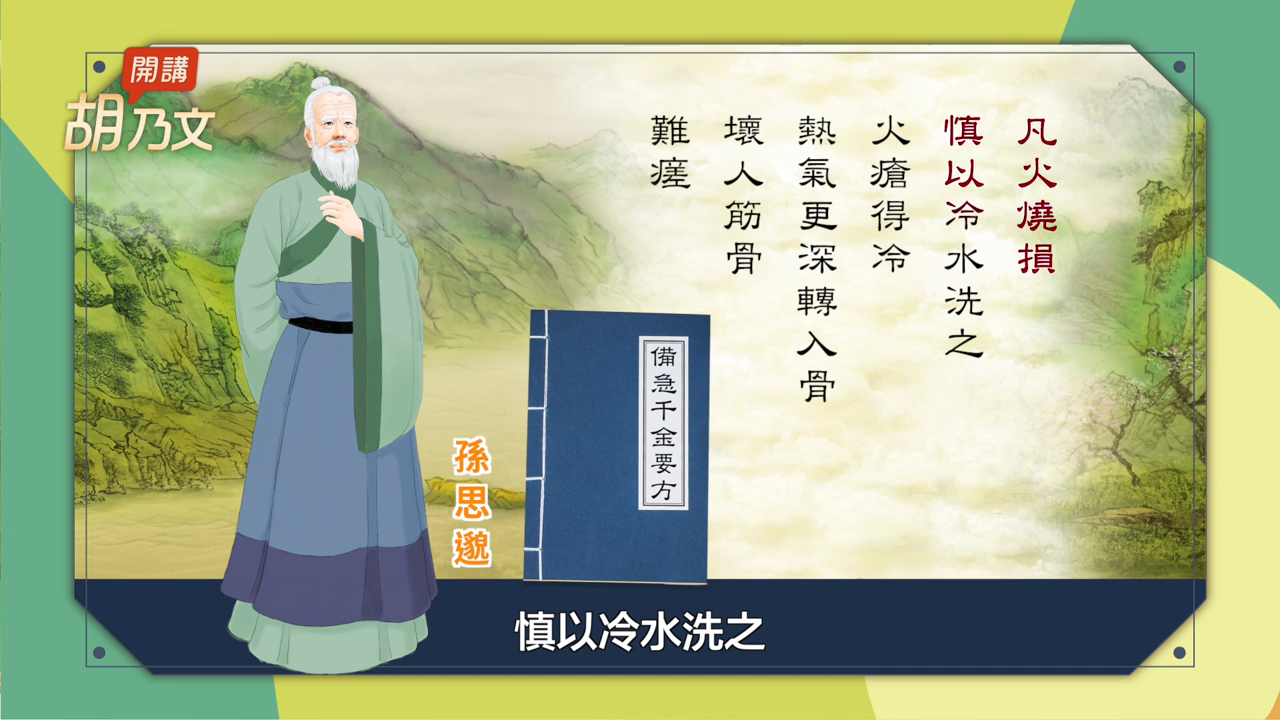 開講
胡乃文
凡火燒損
慎以冷水洗之
火瘡得冷
熱氣更深轉入骨
壞人筋骨
難瘥
備急千金要方
孫思邈
慎以冷水洗之